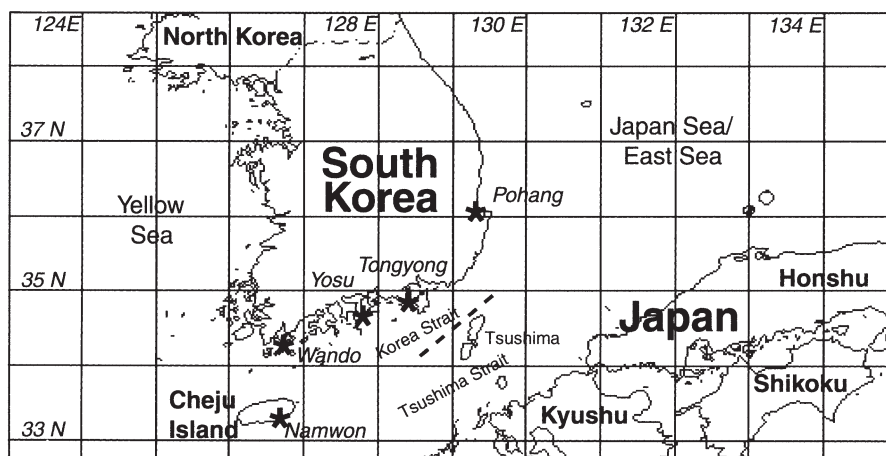 124E
128 E
130 E
132 E
134 E
North Korea
37 N
Japan Sea/
East Sea
South
Korea
Pohang
Yellow
Sea
Tongyong
Yosu
35 N
Honshu
Japan
Korea Strait
Tsushima
Wando
Tsushima Strait
Shikoku
Cheju
Island
Kyushu
Namwon
33 N